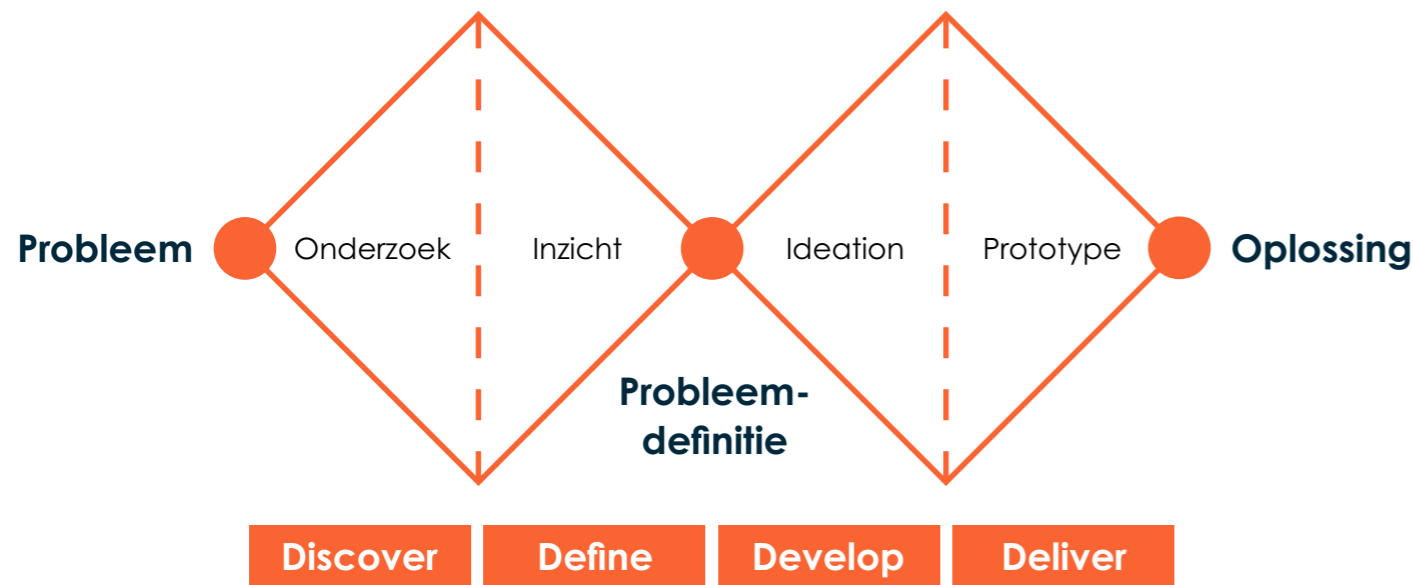 Probleem
Onderzoek
Inzicht
Ideation
Prototype
Oplossing
Probleem-
definitie
Discover
Define
Develop
Deliver